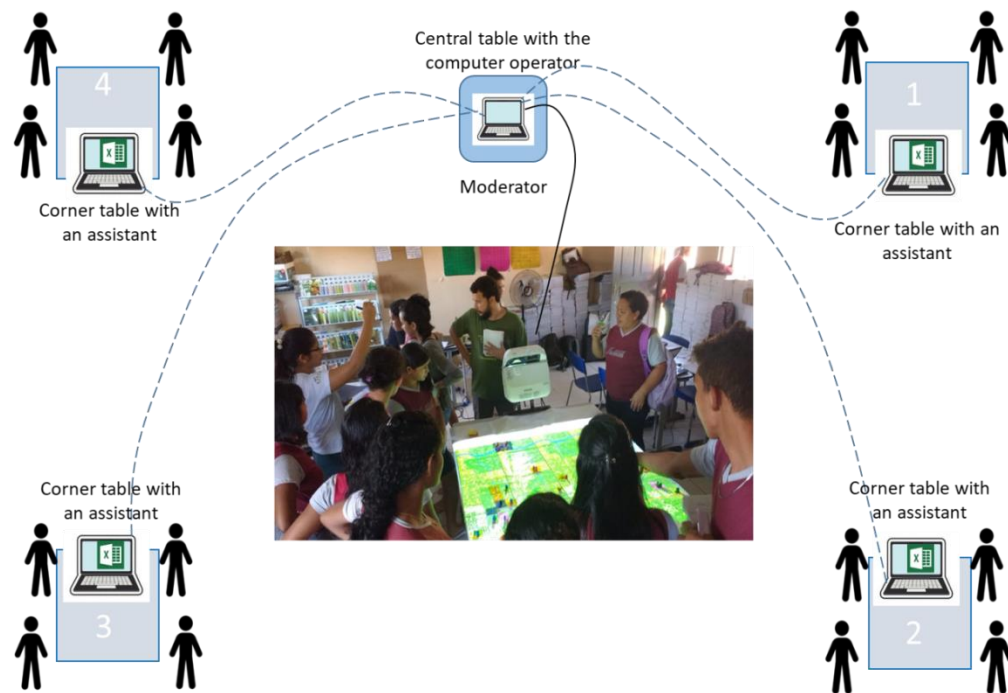 4
Corner table with
an assistant
Central table with the
computer operator
Moderator
1
Corner table with an
assistant
Corner table with
an assistant
3
Corner table with
an assistant
2